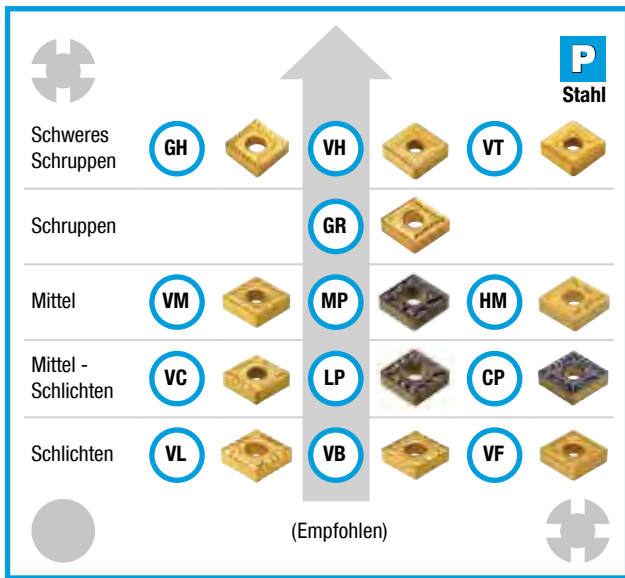 P
Stahl
Schweres
Schruppen
GH
VH
VT
Schruppen
GR
Mittel
VM
MP
HM
Mittel -
Schlichten
VC
LP
CP
Schlichten
VL
VB
VF
(Empfohlen)